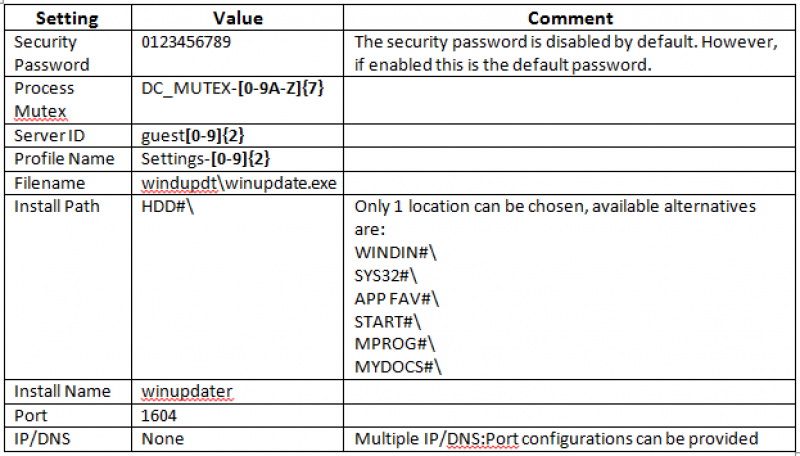 Setting Value Comment
Security Password 0123456789 The security password is disabled by default. However, if enabled this is the default password.
Process Mutex DC_MUTEX-[0-9A-Z]{7}
Server ID guest[0-9]{2}
Profile Name Settings-[0-9]{2}
Filename windupdt\winupdate.exe
Install Path HDD#\ Only 1 location can be chosen, available alternatives are:
WINDIN#\
SYS32#\
APP FAV#\
START#\
MPROG#\
MYDOCS#\
Install Name winupdater
Port 1604
IP/DNS None Multiple IP/DNS:Port configurations can be provided